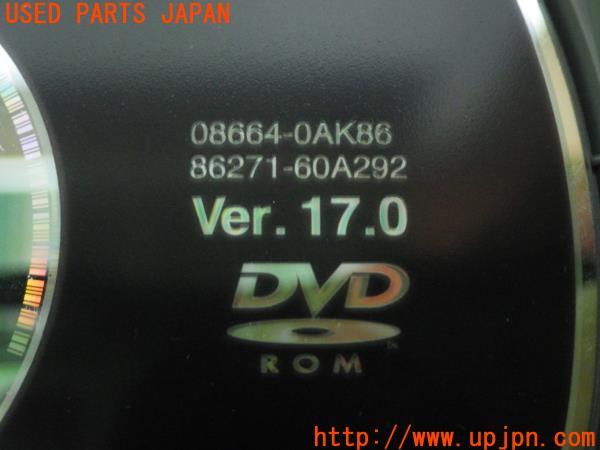 USED PARTS JAPAN
08664-0AK86
86271-60A292
Ver. 17.0
DVD
ROM
http://www.upjpn.com/